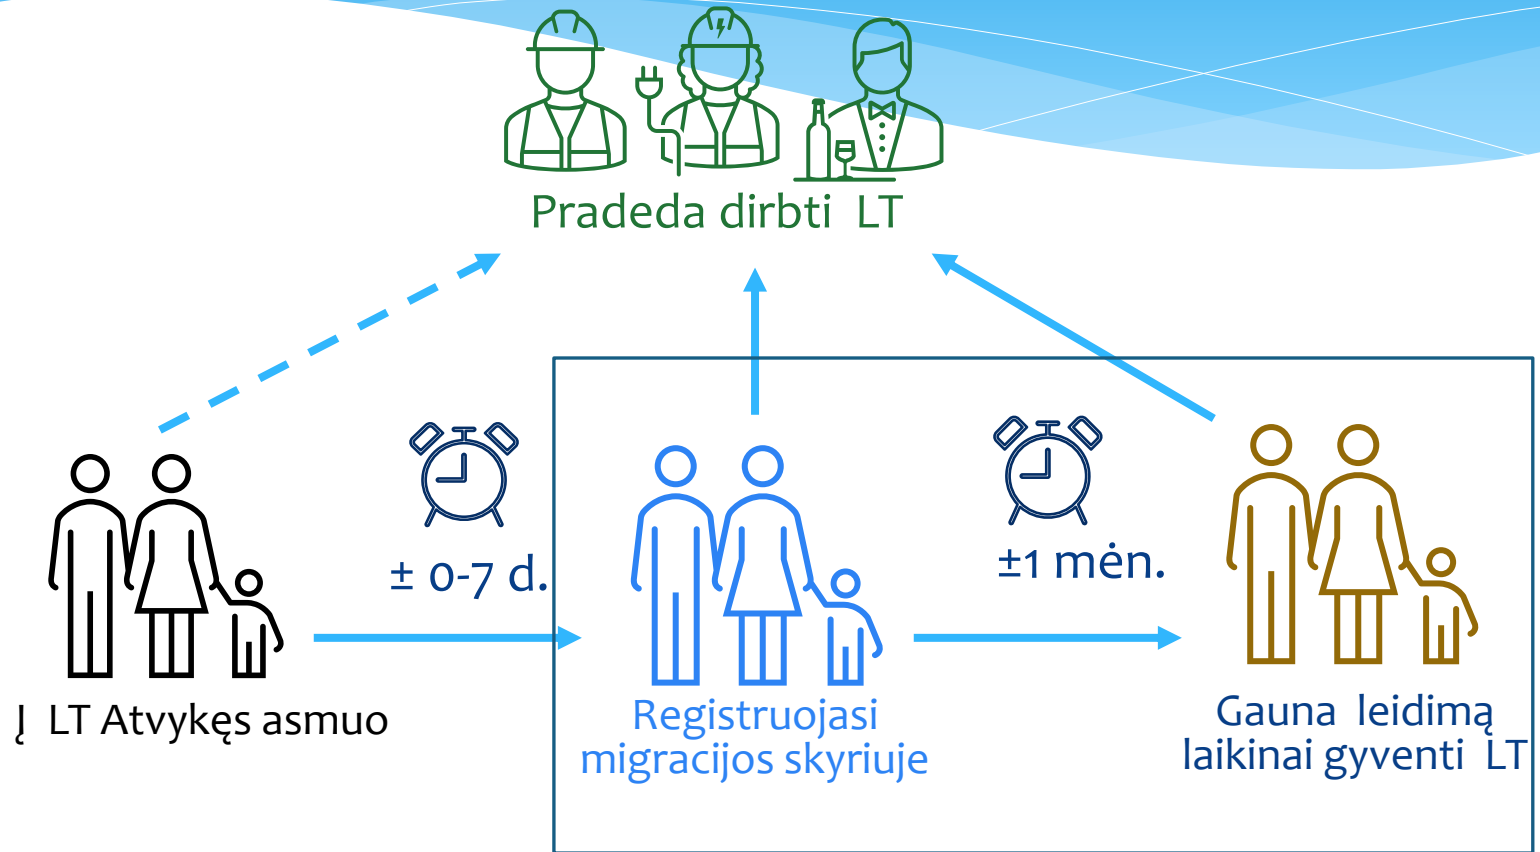 Pradeda dirbti LT
± 0-7 d.
±1 mėn.
Į LT Atvykęs asmuo
Registruojasi
migracijos skyriuje
Gauna leidimą
laikinai gyventi LT